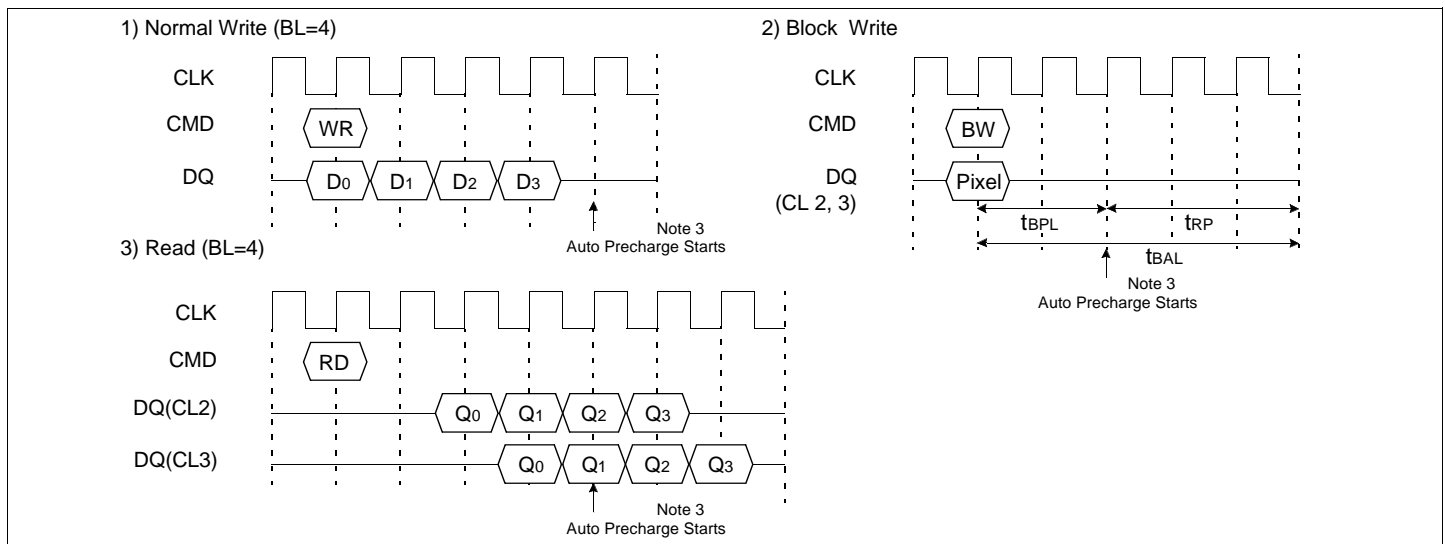 1) Normal Write (BL=4)
CLK
CMD
WR
DQ
D0 D1 D2 D3
Note 3
Auto Precharge Starts
2) Block Write
CLK
CMD
BW
DQ
(CL 2, 3)
Pixel
tBPL tRP
tBAL
Note 3
Auto Precharge Starts
3) Read (BL=4)
CLK
CMD
RD
DQ(CL2)
Q0 Q1 Q2 Q3
DQ(CL3)
Q0 Q1 Q2 Q3
Note 3
Auto Precharge Starts